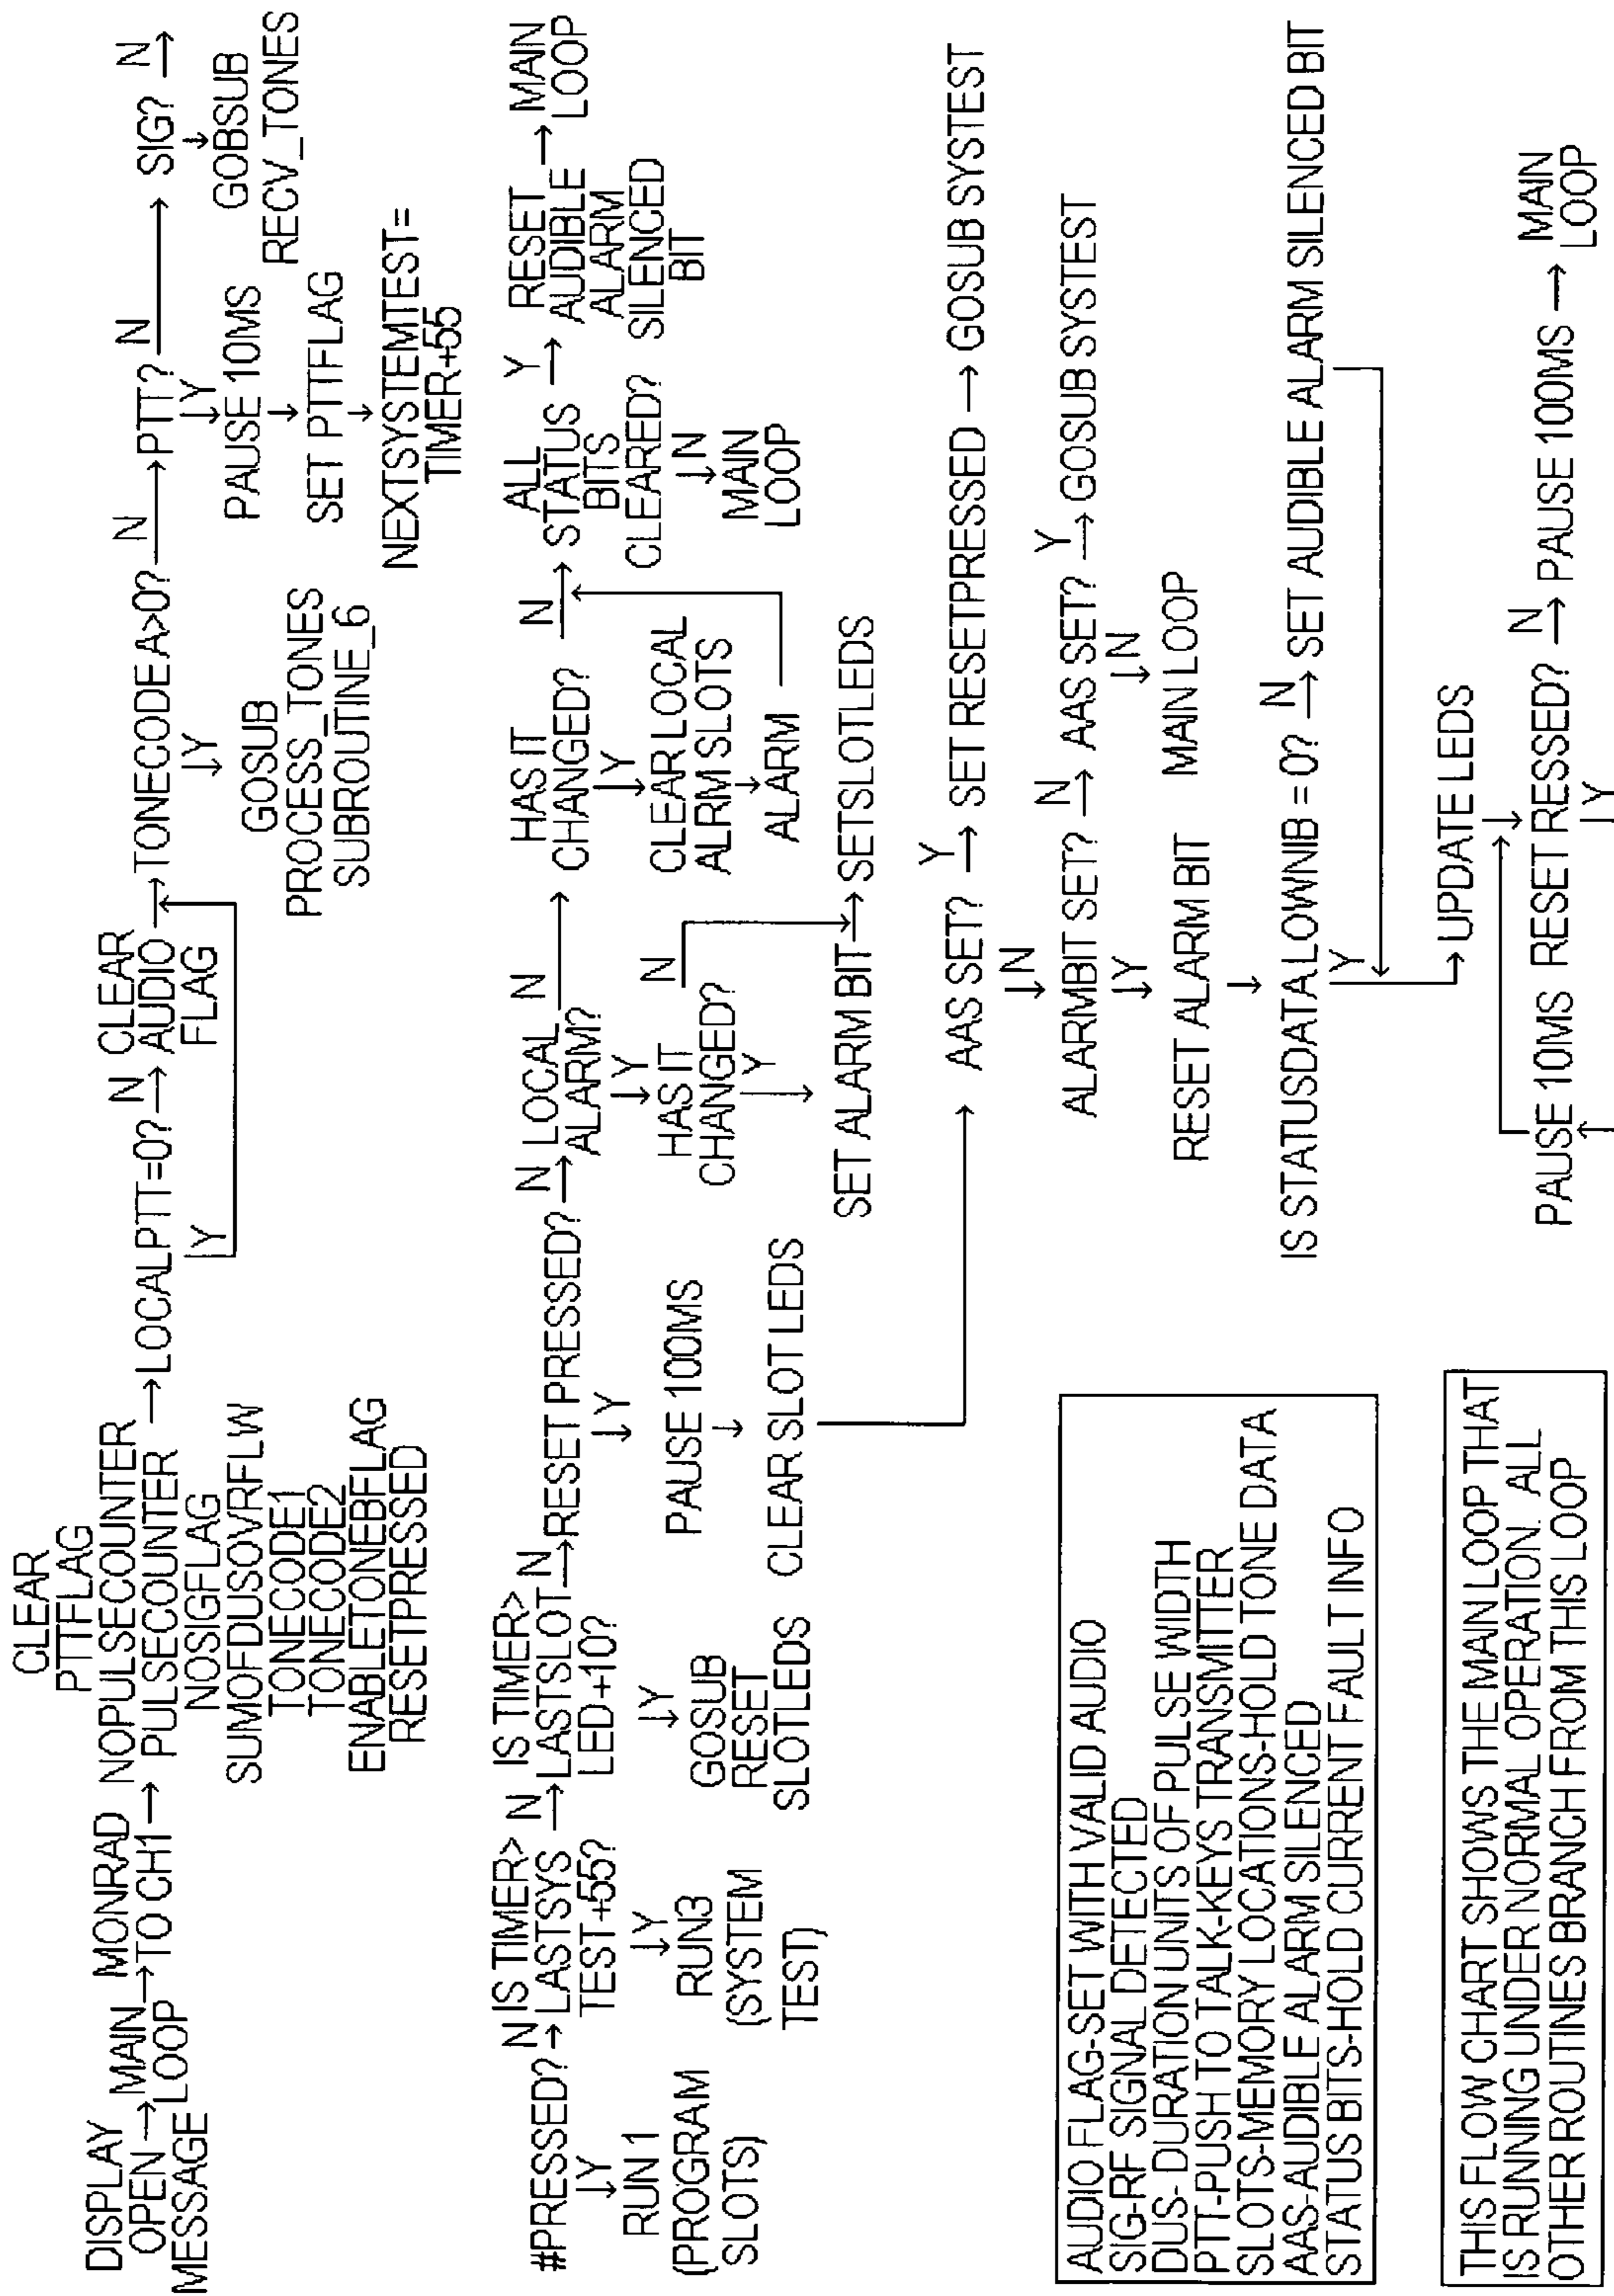 DISPLAY
OPEN
MESSAGE
MAIN
LOOP
MONRAD
TO CH1
CLEAR
PTTFLAG
NOPULSECOUNTER
PULSECOUNTER
NOSIGFLAG
SUMOFDUSOVRFLW
TONECODE1
TONECODE2
ENABLETONEBFLAG
RESETPRESSED
LOCALPTT=0?
N
Y
CLEAR
AUDIO
FLAG
TONECODEA>0?
N
Y
GOSUB
PROCESS_TONES
SUBROUTINE_6
PTT?
N
Y
PAUSE 10MS
SET PTTFLAG
NEXTSYSTEMTEST=
TIMER+55
SIG?
N
GOBSUB
RECV_TONES
#PRESSED?
N
Y
RUN 1
(PROGRAM
SLOTS)
IS TIMER>
LASTSYS
TEST+55?
N
Y
RUN3
(SYSTEM
TEST)
IS TIMER>
LASTSLOT
LED+10?
N
Y
GOSUB
RESET
SLOTLEDS
RESET PRESSED?
N
Y
PAUSE 100MS
CLEAR SLOT LEDS
LOCAL
ALARM?
N
Y
HAS IT
CHANGED?
N
Y
SET ALARM BIT
SETSLOTLEDS
HAS IT
CHANGED?
N
Y
CLEAR LOCAL
ALRM SLOTS
ALARM
ALL
STATUS
BITS
CLEARED?
Y
N
MAIN
LOOP
RESET
AUDIBLE
ALARM
SILENCED
BIT
MAIN
LOOP
AAS SET?
Y
SET RESETPRESSED
GOSUB SYSTEST
N
ALARMBIT SET?
N
AAS SET?
Y
GOSUB SYSTEST
N
MAIN LOOP
Y
RESET ALARM BIT
IS STATUSDATALOWNIB = 0?
N
SET AUDIBLE ALARM SILENCED BIT
Y
UPDATE LEDS
PAUSE 10MS
RESET RESSED?
N
PAUSE 100MS
MAIN
LOOP
Y
AUDIO FLAG-SET WITH VALID AUDIO
SIG-RF SIGNAL DETECTED
DUS- DURATION UNITS OF PULSE WIDTH
PTT-PUSH TO TALK-KEYS TRANSMITTER
SLOTS-MEMORY LOCATIONS-HOLD TONE DATA
AAS-AUDIBLE ALARM SILENCED
STATUS BITS-HOLD CURRENT FAULT INFO
THIS FLOW CHART SHOWS THE MAIN LOOP THAT
IS RUNNING UNDER NORMAL OPERATION. ALL
OTHER ROUTINES BRANCH FROM THIS LOOP